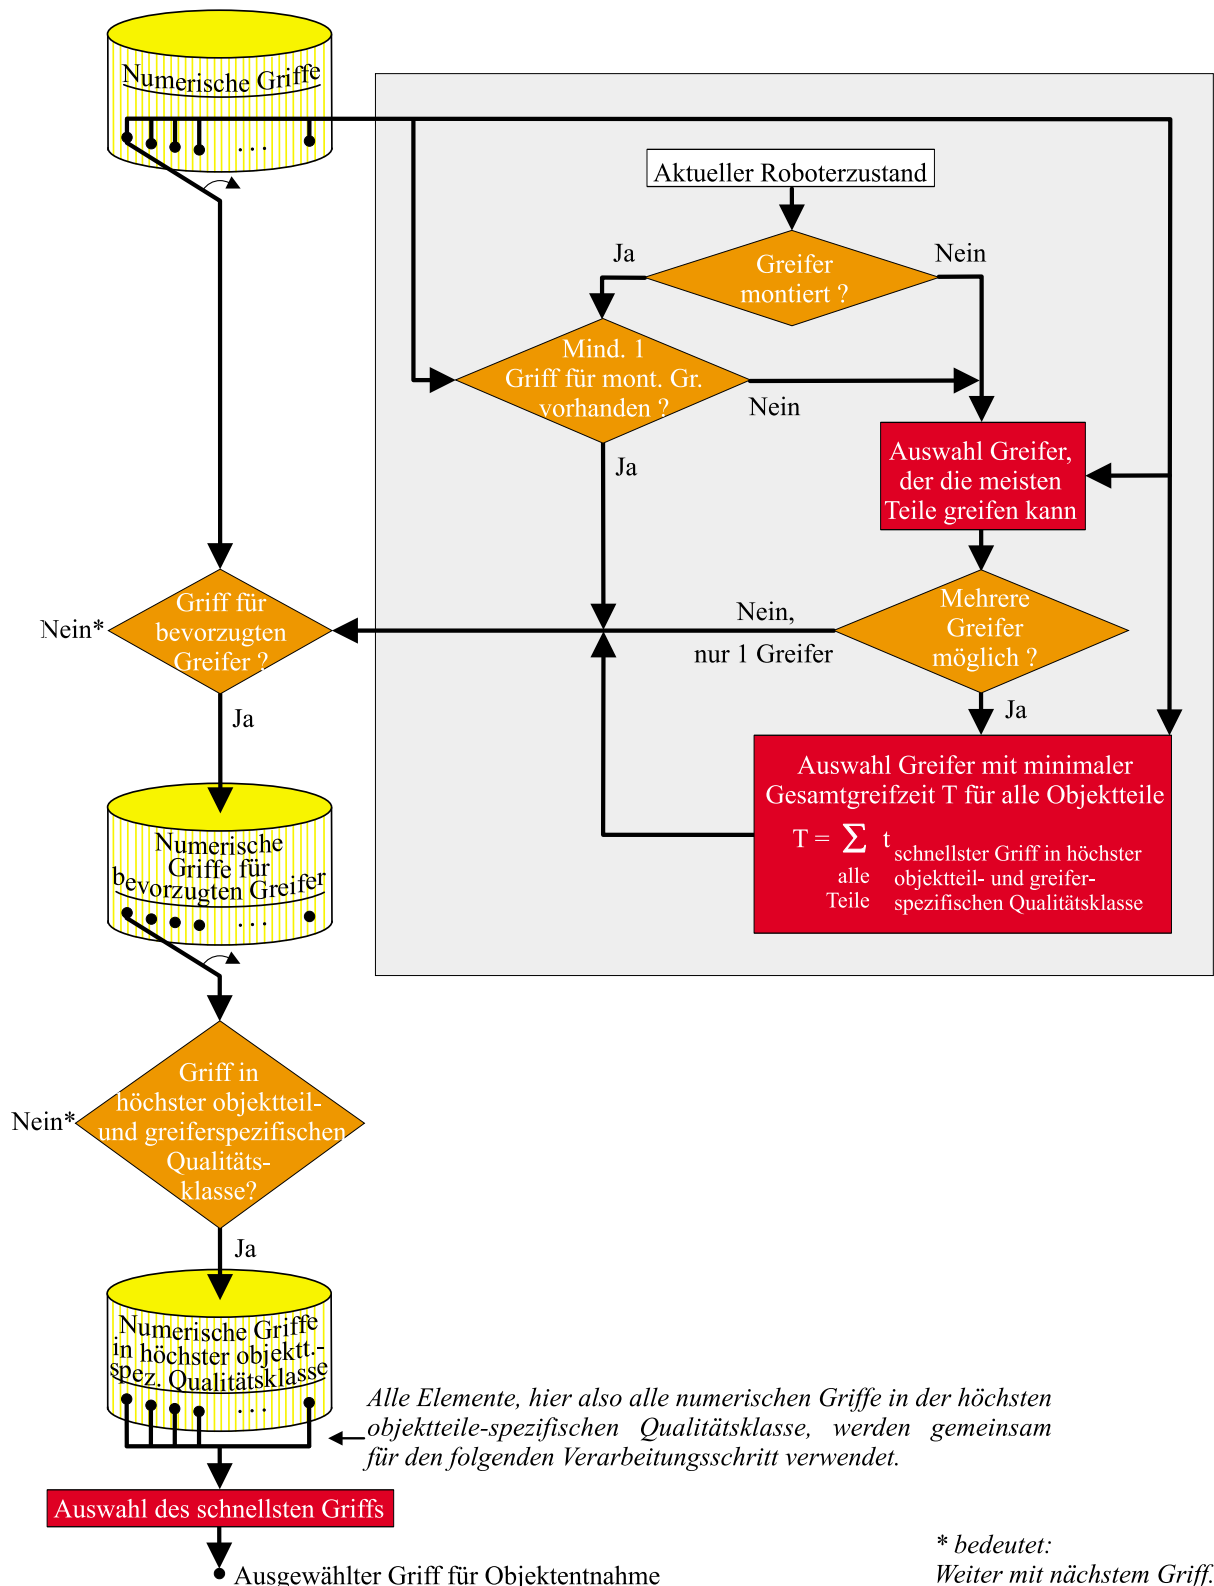 Numerische Griffe
. . .
Aktueller Roboterzustand
Ja
Nein
Greifer
montiert ?
Mind. 1
Griff für mont. Gr.
vorhanden ?
Nein
Ja
Auswahl Greifer,
der die meisten
Teile greifen kann
Mehrere
Greifer
möglich ?
Nein,
nur 1 Greifer
Ja
Griff für
bevorzugten
Greifer ?
Nein*
Ja
Auswahl Greifer mit minimaler
Gesamtgreifzeit T für alle Objektteile
T = Σ t
alle
Teile
schnellster Griff in höchster
objektteil- und greifer-
spezifischen Qualitätsklasse
Numerische
Griffe für
bevorzugten Greifer
. . .
Griff in
höchster objektteil-
und greiferspezifischen
Qualitäts-
klasse?
Nein*
Ja
Numerische Griffe
in höchster objektt.-
spez. Qualitätsklasse
. . .
Alle Elemente, hier also alle numerischen Griffe in der höchsten
objektteile-spezifischen Qualitätsklasse, werden gemeinsam
für den folgenden Verarbeitungsschritt verwendet.
Auswahl des schnellsten Griffs
Ausgewählter Griff für Objektentnahme
* bedeutet:
Weiter mit nächstem Griff.